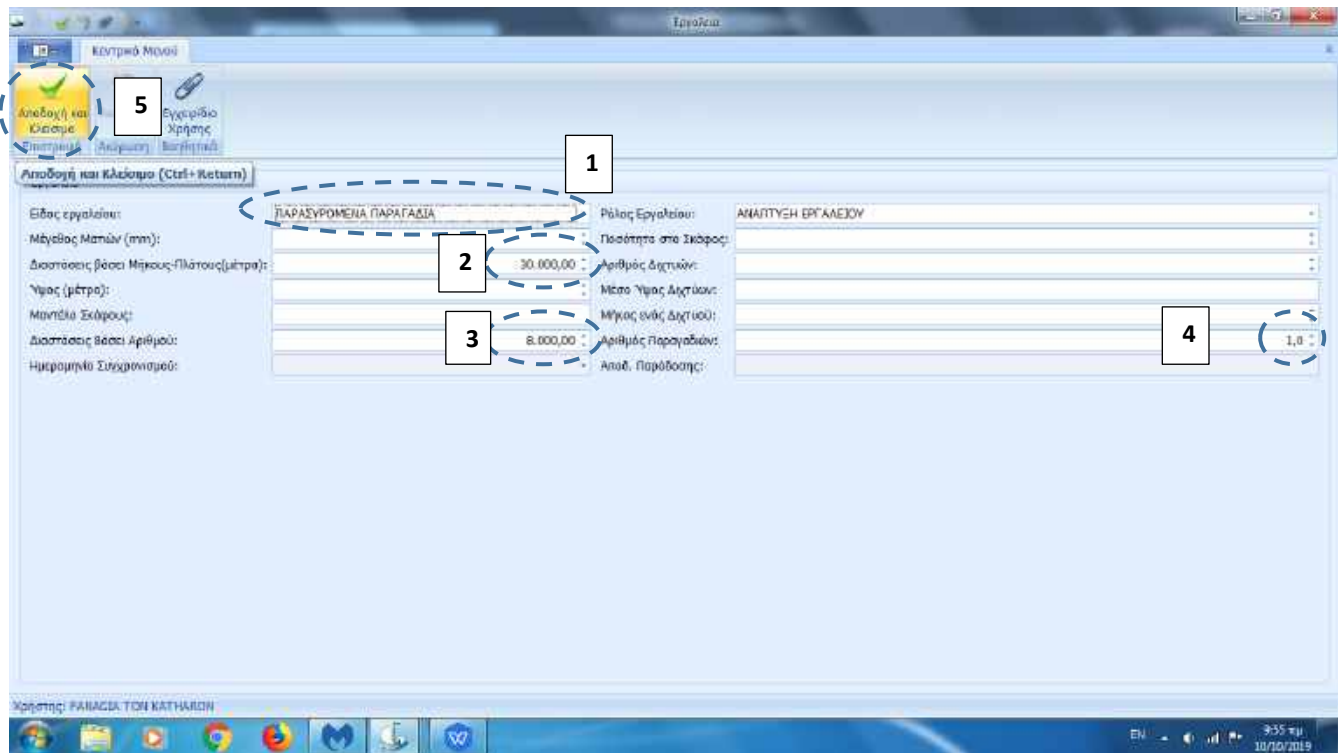 Εργαλεία
Κεντρικό Μενού
Αποδοχή και Κλείσιμο
5
Εγχειρίδιο Χρήσης
Επιστροφή Ακύρωση Βοηθητικά
Αποδοχή και Κλείσιμο (Ctrl+Return)
1
Είδος εργαλείου: ΠΑΡΑΣΥΡΟΜΕΝΑ ΠΑΡΑΓΑΔΙΑ Ρόλος Εργαλείου: ΑΝΑΠΤΥΞΗ ΕΡΓΑΛΕΙΟΥ
Μέγεθος Ματιών (mm): Ποσότητα στο Σκάφος:
Διαστάσεις βάσει Μήκους-Πλάτους(μέτρα): 2 30.000,00 Αριθμός Διχτυών:
Ύψος (μέτρα): Μέσο Ύψος Διχτύων:
Μοντέλο Σκάφους: Μήκος ενός Διχτυού:
Διαστάσεις Βάσει Αριθμού: 3 8.000,00 Αριθμός Παραγαδιών: 4 1,0
Ημερομηνία Συγχρονισμού: Αποδ. Παράδοσης:
Χρήστης: PANAGIA TON KATHARON
EN 9:55 πμ
10/10/2019